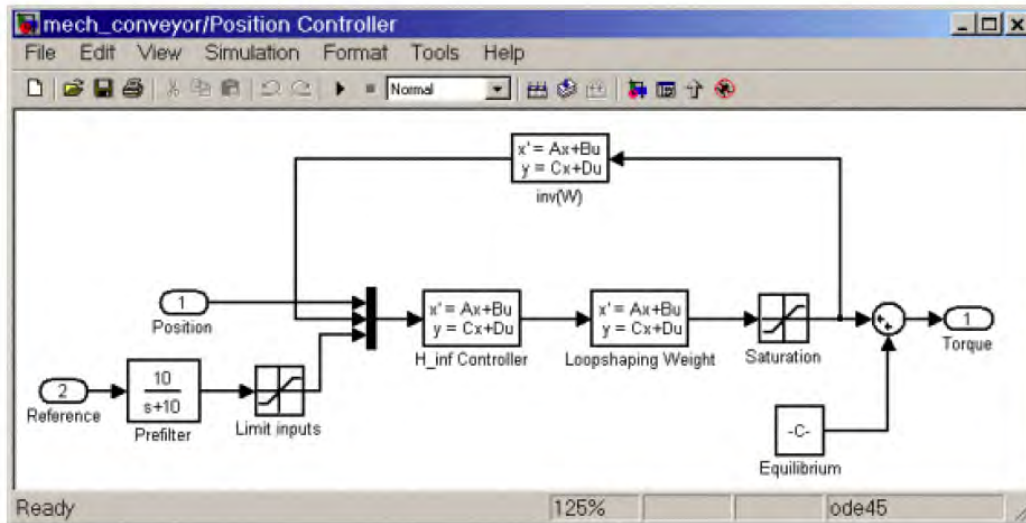 mech_conveyor/Position Controller
File Edit View Simulation Format Tools Help
Normal
x' = Ax+Bu
y = Cx+Du
inv(W)
1
Position
x' = Ax+Bu
y = Cx+Du
H_inf Controller
x' = Ax+Bu
y = Cx+Du
Loopshaping Weight
Saturation
+
+
1
Torque
2
Reference
10
s+10
Prefilter
Limit inputs
-C-
Equilibrium
Ready 125% ode45